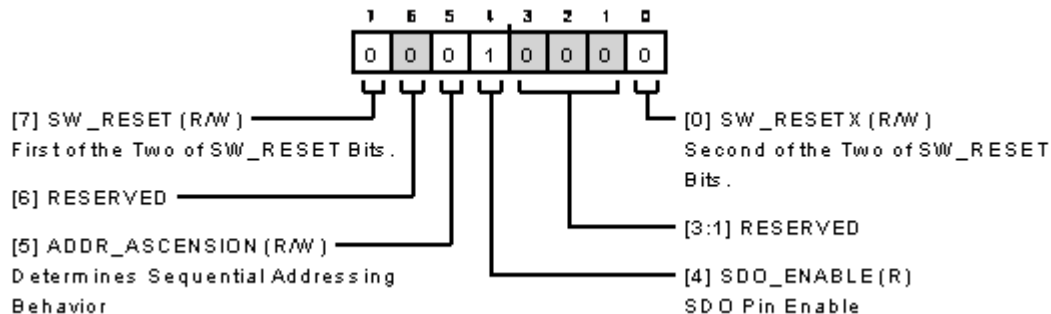 7 6 5 4 3 2 1 0
0 0 0 1 0 0 0 0
[7] SW_RESET (R/W)
First of the Two of SW_RESET Bits.
[6] RESERVED
[5] ADDR_ASCENSION (R/W)
Determines Sequential Addressing
Behavior
[0] SW_RESETX (R/W)
Second of the Two of SW_RESET
Bits.
[3:1] RESERVED
[4] SDO_ENABLE (R)
SDO Pin Enable